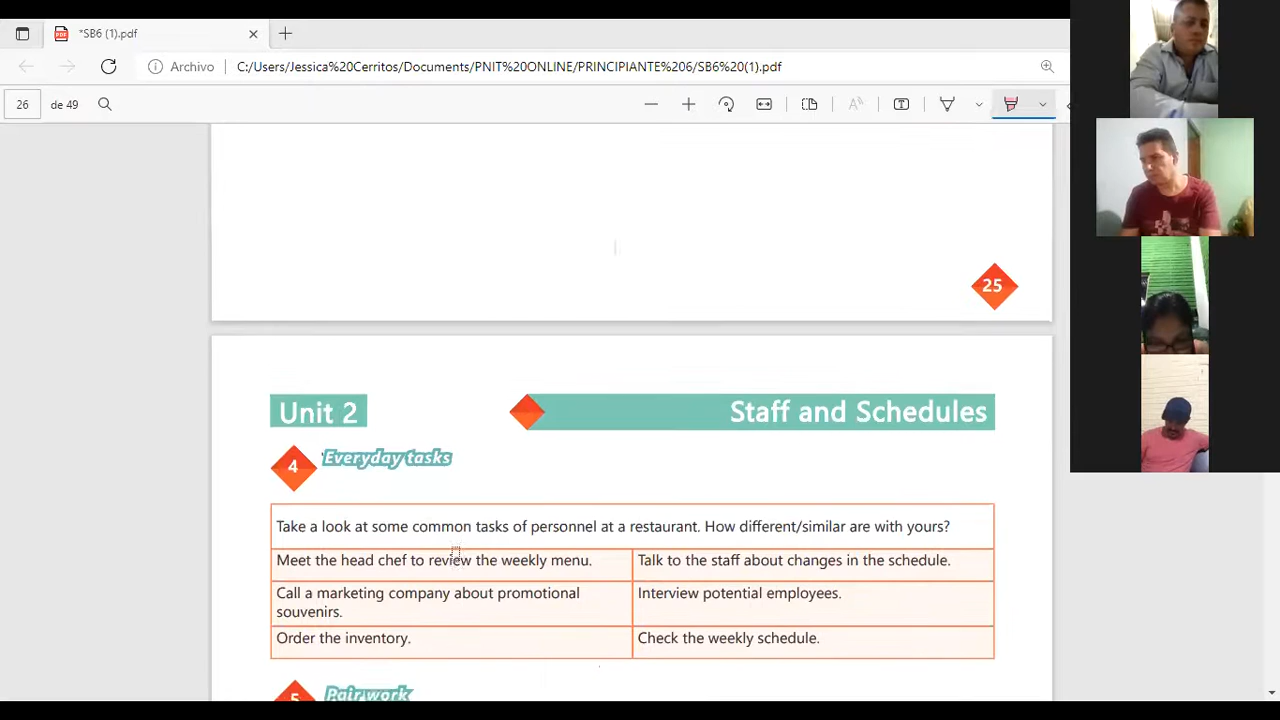 *SB6 (1).pdf
Archivo C:/Users/Jessica%20Cerritos/Documents/PNIT%20ONLINE/PRINCIPIANTE%206/SB6%20(1).pdf
26 de 49
25
Unit 2 Staff and Schedules
4 Everyday tasks
Take a look at some common tasks of personnel at a restaurant. How different/similar are with yours?
Meet the head chef to review the weekly menu. Talk to the staff about changes in the schedule.
Call a marketing company about promotional Interview potential employees.
souvenirs.
Order the inventory. Check the weekly schedule.
5 Pair work